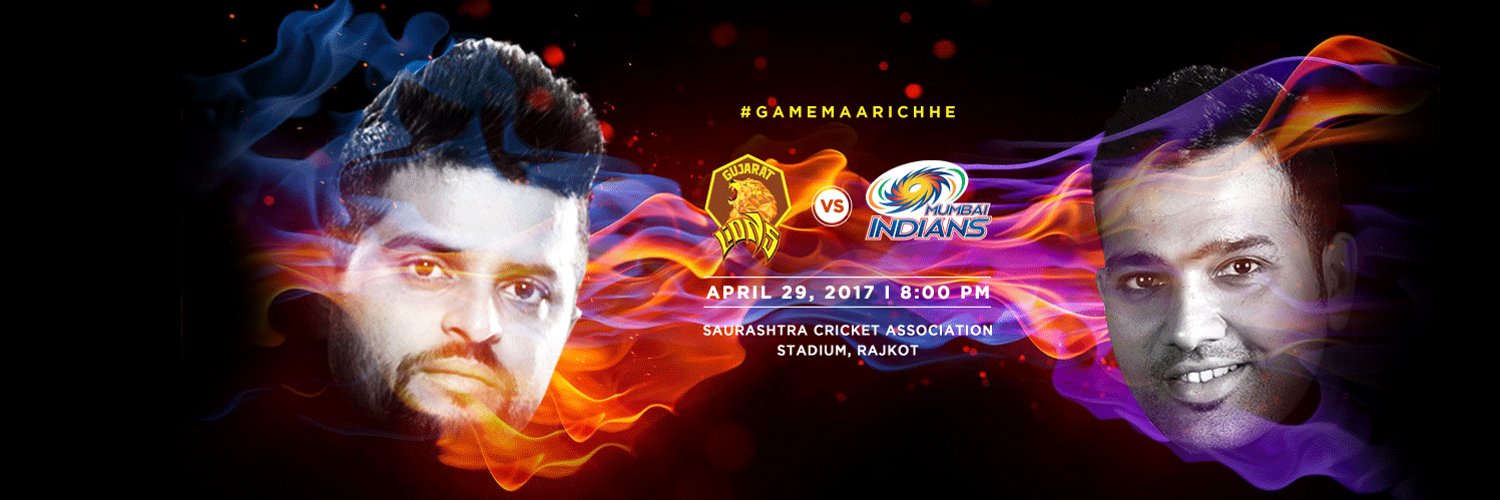 #GAMEMAARICHHE
GUJARAT
LIONS
VS
MUMBAI
INDIANS
APRIL 29, 2017 I 8:00 PM
SAURASHTRA CRICKET ASSOCIATION
STADIUM, RAJKOT